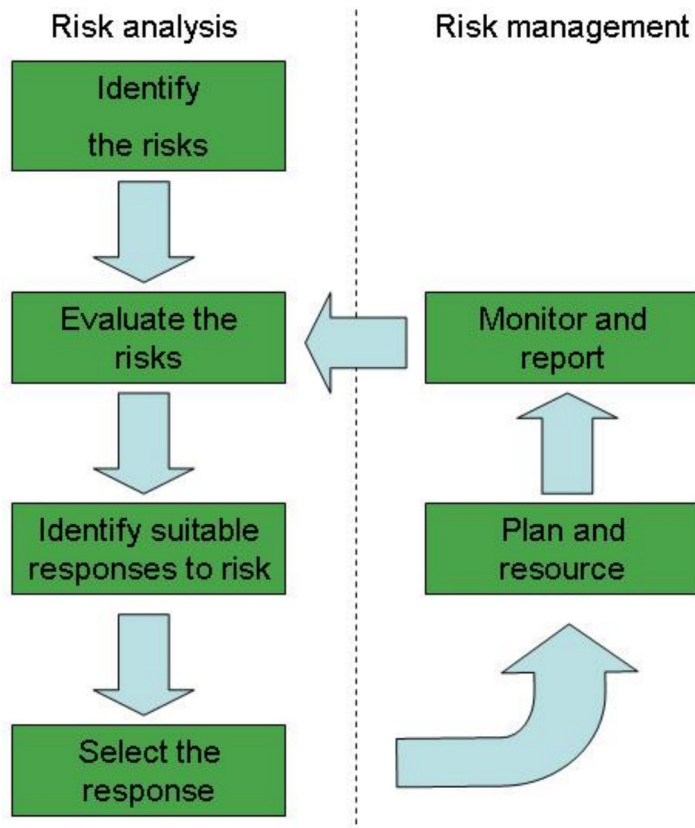 Risk analysis
Risk management
Identify
the risks
Evaluate the
risks
Monitor and
report
Identify suitable
responses to risk
Plan and
resource
Select the
response